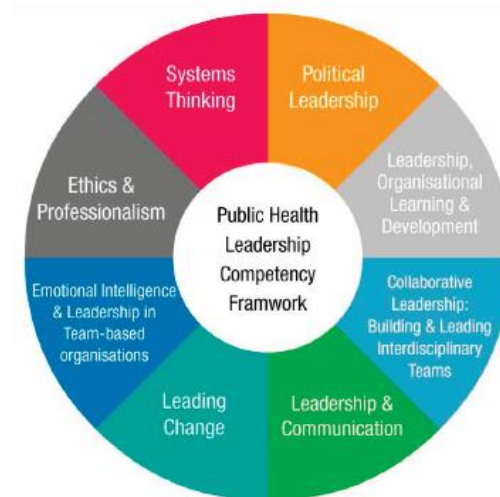 Systems
Thinking
Political
Leadership
Leadership,
Organisational
Learning &
Development
Collaborative
Leadership:
Building & Leading
Interdisciplinary
Teams
Leadership &
Communication
Leading
Change
Emotional Intelligence
& Leadership in
Team-based
organisations
Ethics &
Professionalism
Public Health
Leadership
Competency
Framwork